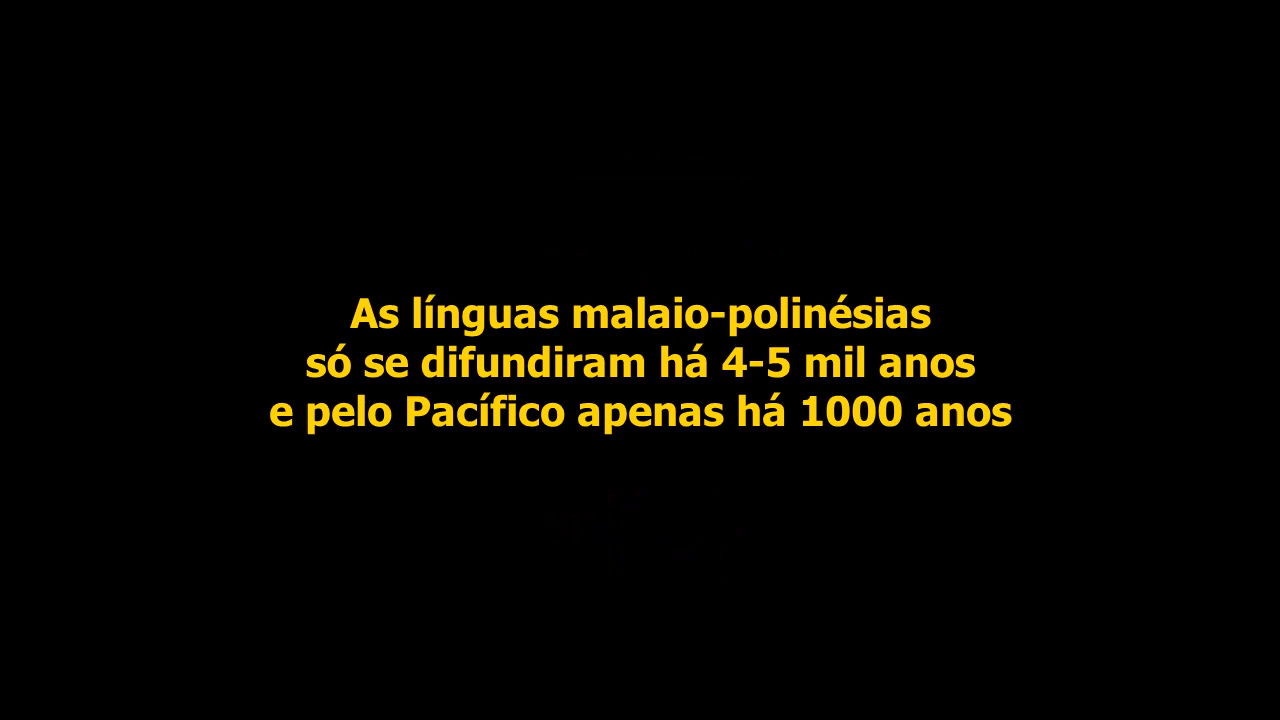 As línguas malaio-polinésias
só se difundiram há 4-5 mil anos
e pelo Pacífico apenas há 1000 anos